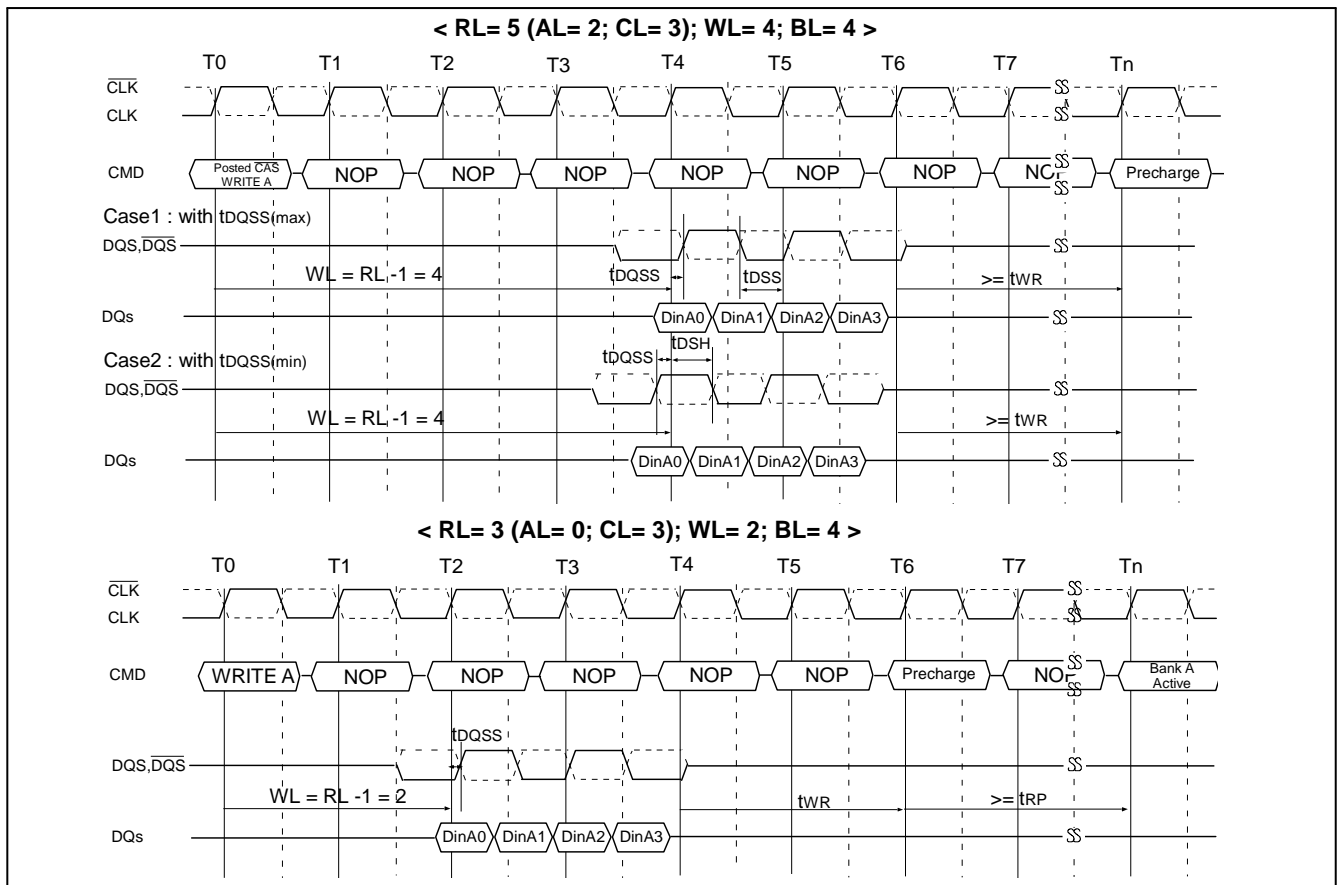 < RL= 5 (AL= 2; CL= 3); WL= 4; BL= 4 >
T0 T1 T2 T3 T4 T5 T6 T7 Tn
CLK
CLK
CMD Posted CAS WRITE A NOP NOP NOP NOP NOP NOP NOP Precharge
Case1 : with tDQSS(max)
DQS,DQS
WL = RL -1 = 4 tDQSS tDSS >= tWR
DQs DinA0 DinA1 DinA2 DinA3
Case2 : with tDQSS(min) tDQSS tDSH
DQS,DQS
WL = RL -1 = 4 >= tWR
DQs DinA0 DinA1 DinA2 DinA3
< RL= 3 (AL= 0; CL= 3); WL= 2; BL= 4 >
T0 T1 T2 T3 T4 T5 T6 T7 Tn
CLK
CLK
CMD WRITE A NOP NOP NOP NOP NOP Precharge NOP Bank A Active
tDQSS
DQS,DQS
WL = RL -1 = 2 tWR >= tRP
DQs DinA0 DinA1 DinA2 DinA3